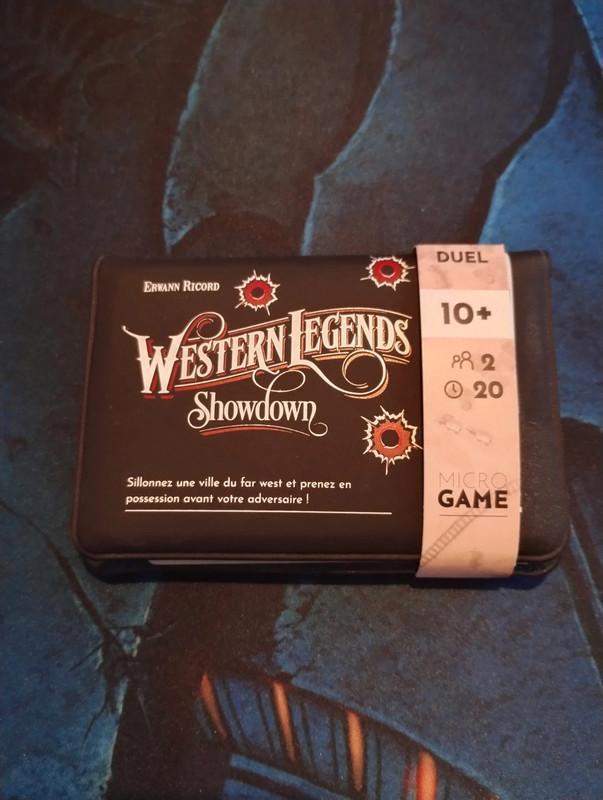 Erwann Ricord
Western Legends
Showdown
Sillonnez une ville du far west et prenez en
possession avant votre adversaire !
DUEL
10+
2
20
MICRO
GAME